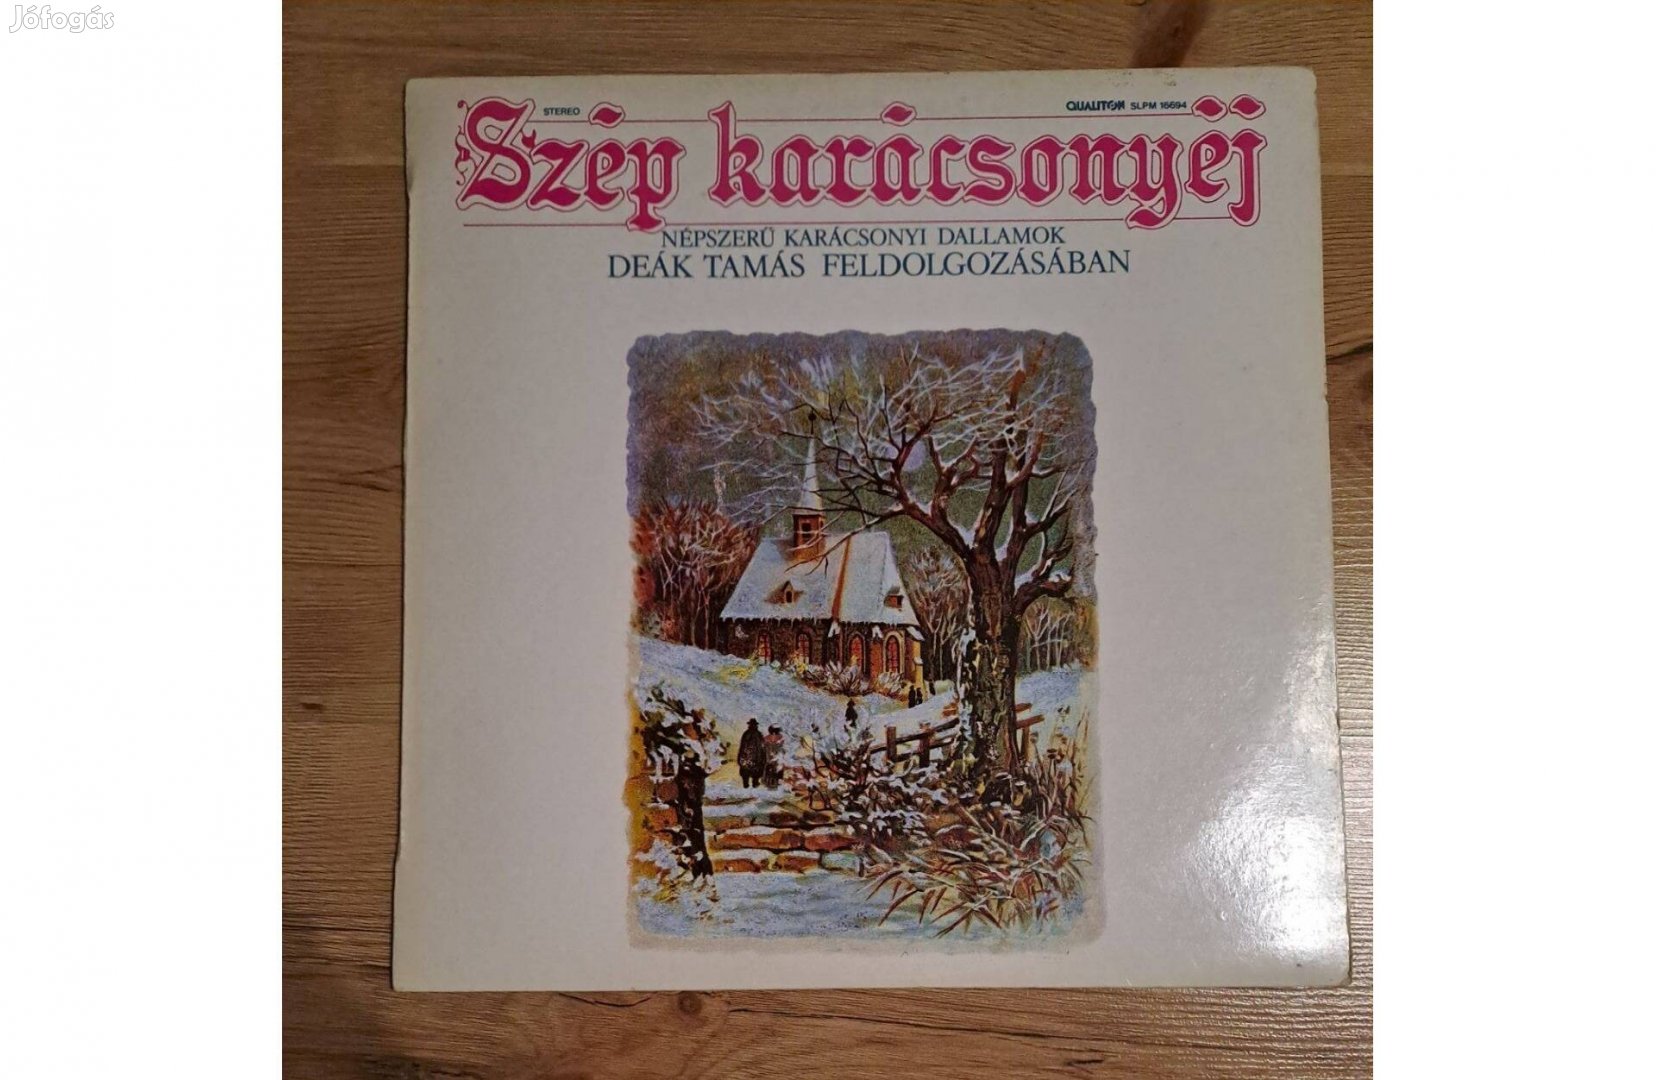 Jófogás
STEREO
QUALITON SLPM 16694
Szép karácsonyéj
NÉPSZERŰ KARÁCSONYI DALLAMOK
DEÁK TAMÁS FELDOLGOZÁSÁBAN